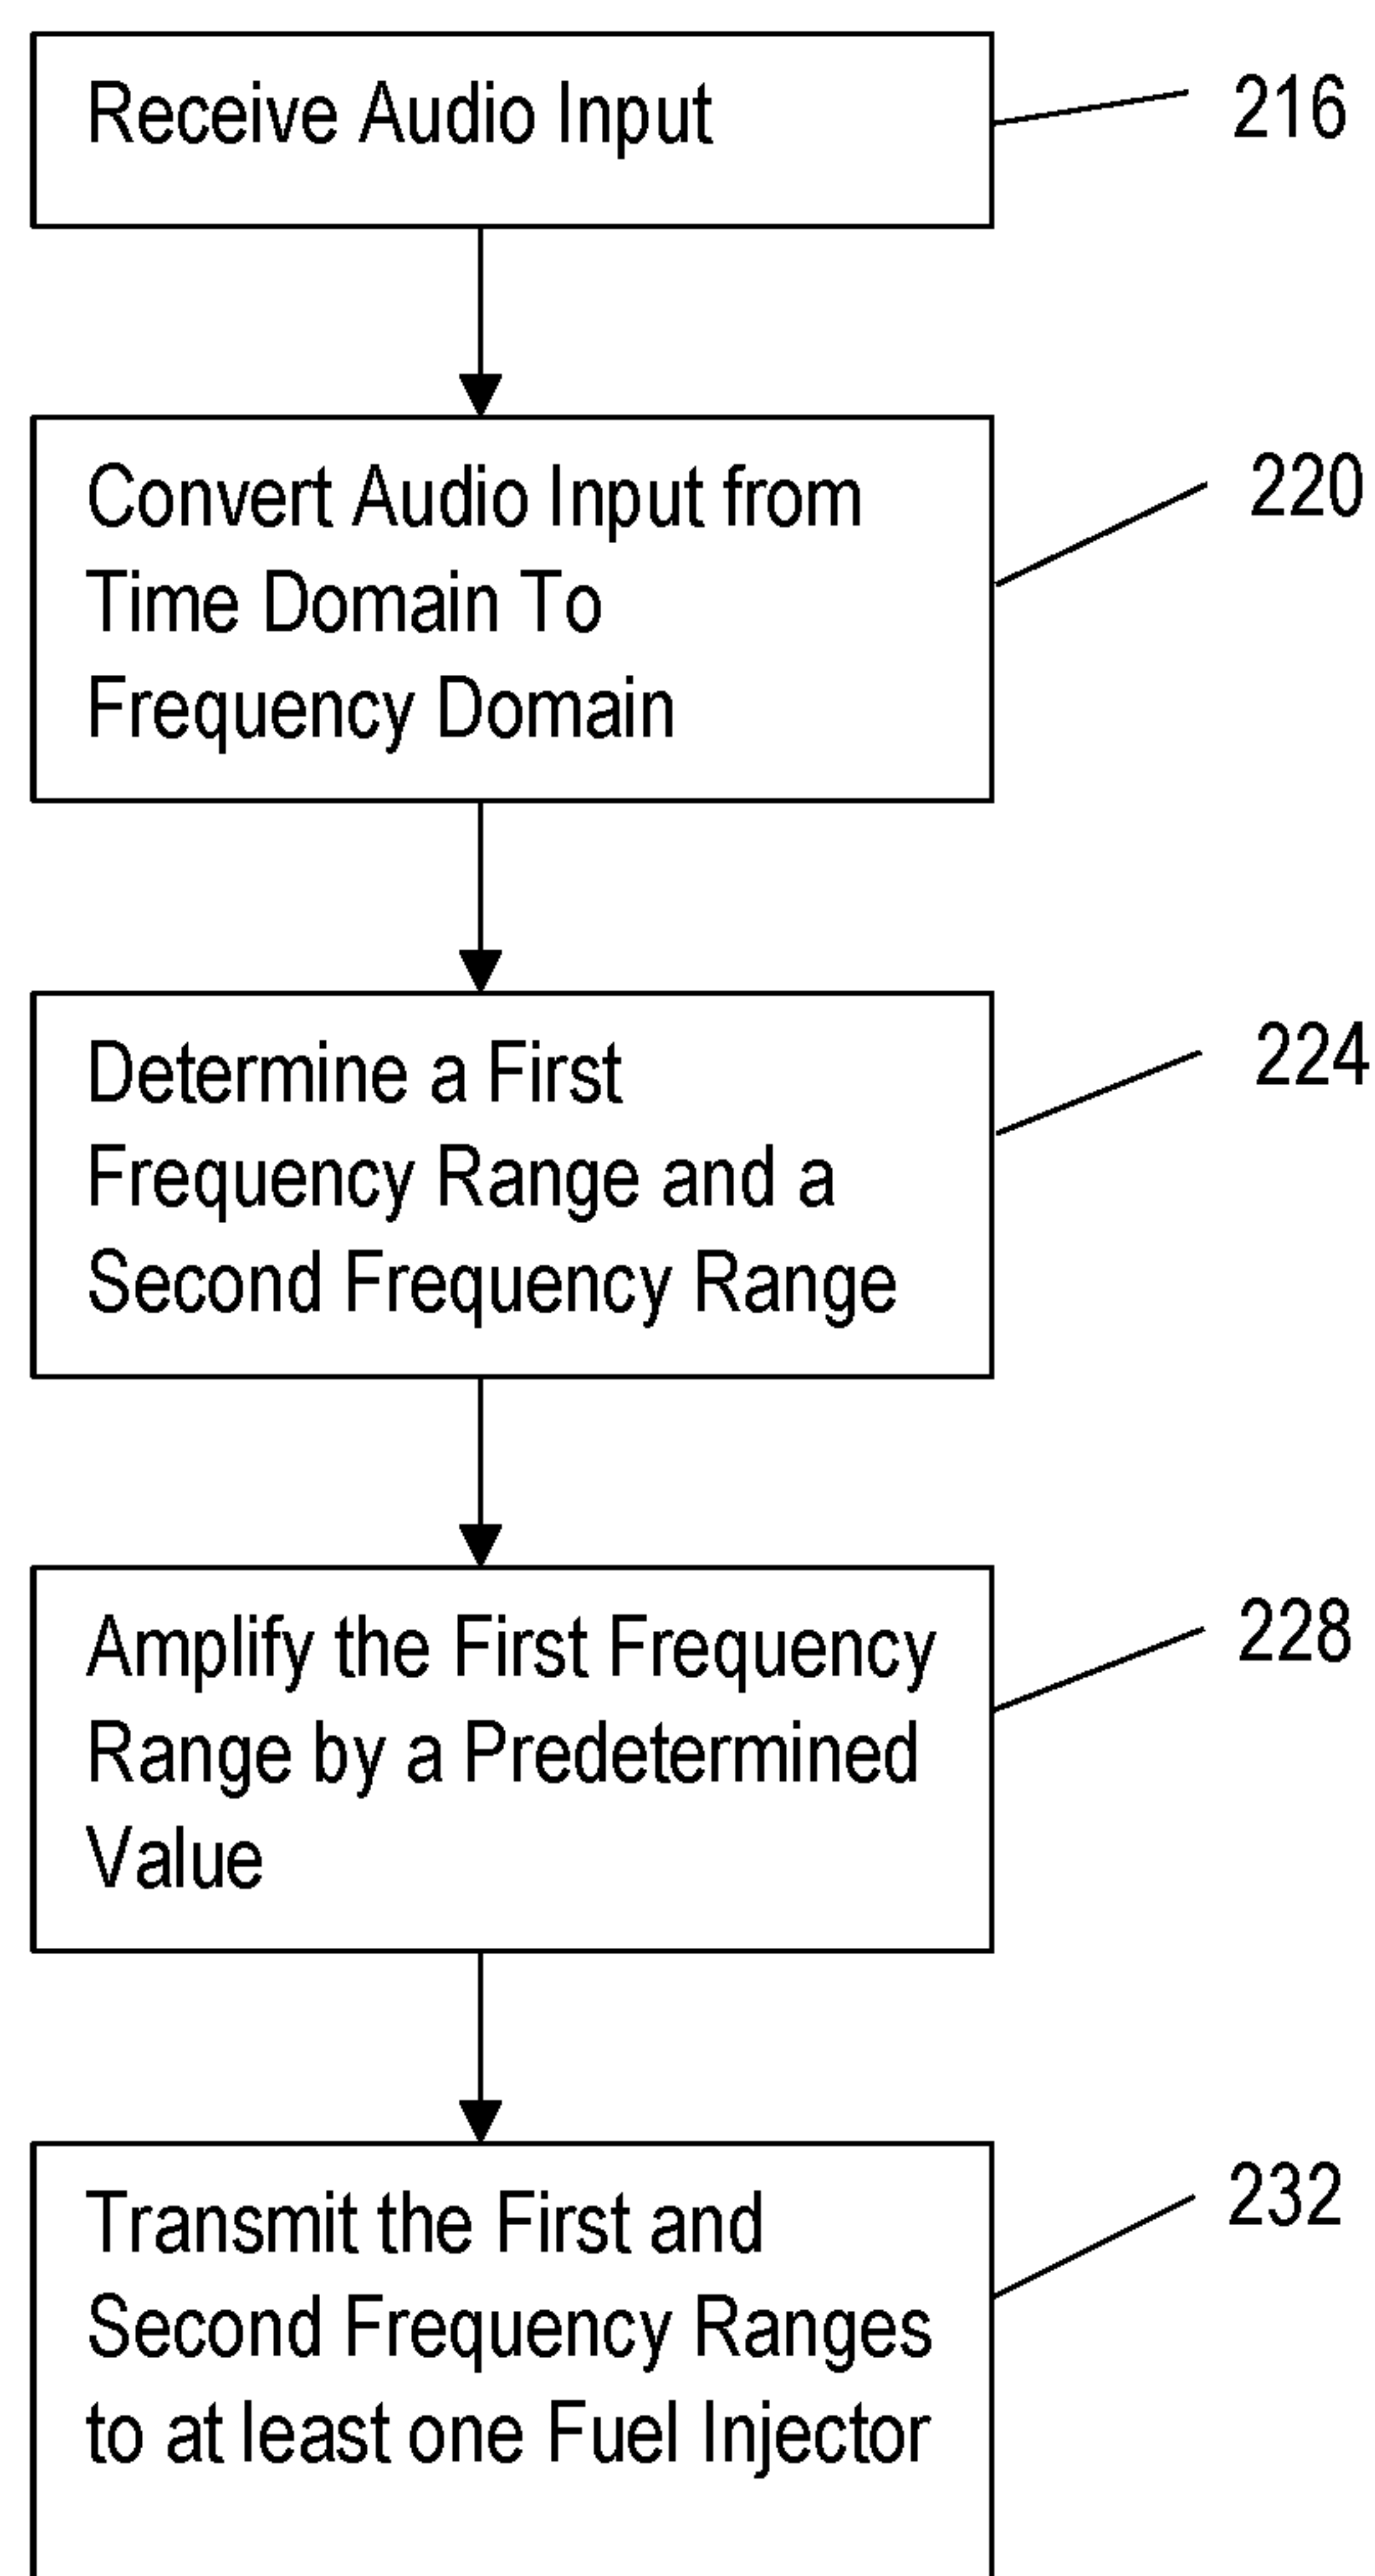 Receive Audio Input
216
Convert Audio Input from
Time Domain To
Frequency Domain
220
Determine a First
Frequency Range and a
Second Frequency Range
224
Amplify the First Frequency
Range by a Predetermined
Value
228
Transmit the First and
Second Frequency Ranges
to at least one Fuel Injector
232